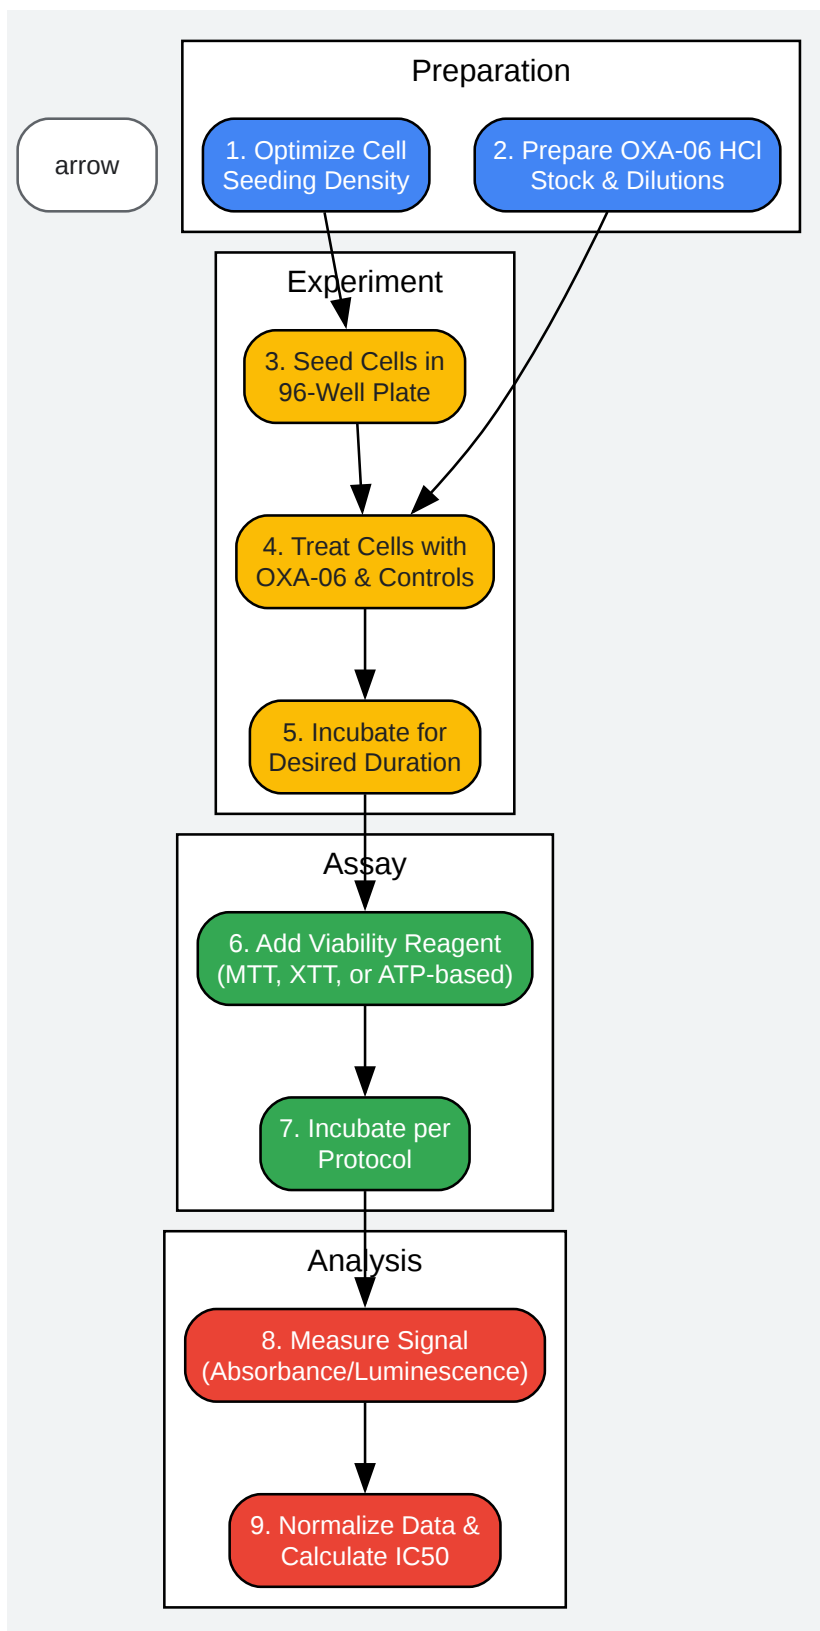 Preparation
arrow
1. Optimize Cell
Seeding Density
2. Prepare OXA-06 HCl
Stock & Dilutions
Experiment
3. Seed Cells in
96-Well Plate
4. Treat Cells with
OXA-06 & Controls
5. Incubate for
Desired Duration
Assay
6. Add Viability Reagent
(MTT, XTT, or ATP-based)
7. Incubate per
Protocol
Analysis
8. Measure Signal
(Absorbance/Luminescence)
9. Normalize Data &
Calculate IC50